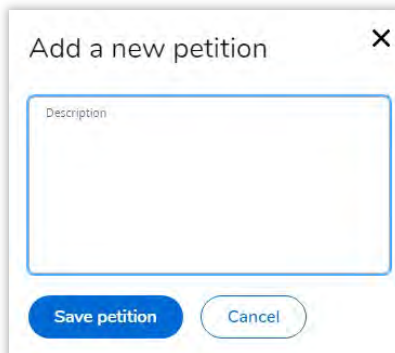 Add a new petition
Description
Save petition
Cancel